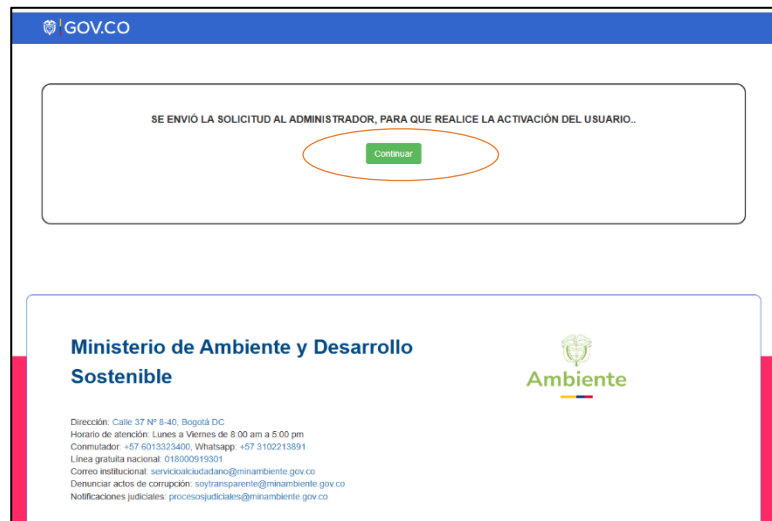 GOV.CO
SE ENVIÓ LA SOLICITUD AL ADMINISTRADOR, PARA QUE REALICE LA ACTIVACIÓN DEL USUARIO..
Continuar
Ministerio de Ambiente y Desarrollo
Sostenible
Ambiente
Dirección: Calle 37 Nº 8-40, Bogotá DC
Horario de atención: Lunes a Viernes de 8:00 am a 5:00 pm
Conmutador: +57 6013323400, Whatsapp: +57 3102213891
Línea gratuita nacional: 018000919301
Correo institucional: servicioalciudadano@minambiente.gov.co
Denunciar actos de corrupción: soytransparente@minambiente.gov.co
Notificaciones judiciales: procesosjudiciales@minambiente.gov.co